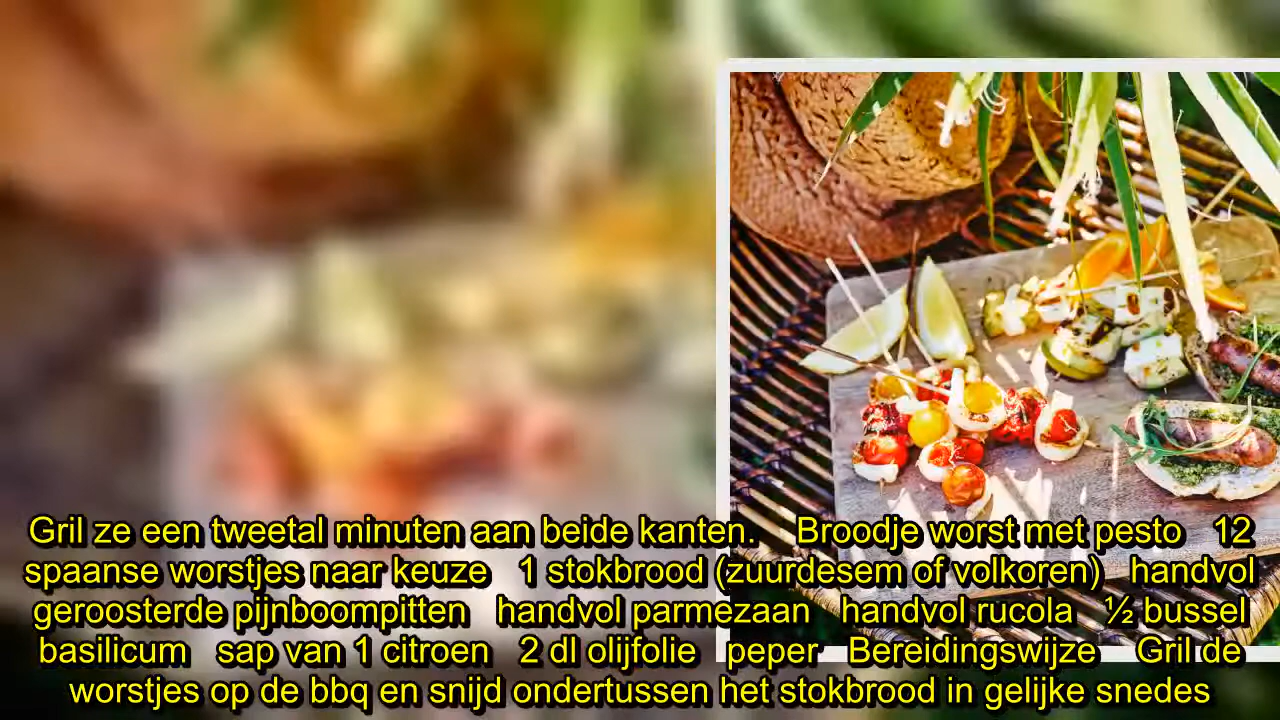 Gril ze een tweetal minuten aan beide kanten. Broodje worst met pesto 12
spaanse worstjes naar keuze 1 stokbrood (zuurdesem of volkoren) handvol
geroosterde pijnboompitten handvol parmezaan handvol rucola ½ bussel
basilicum sap van 1 citroen 2 dl olijfolie peper Bereidingswijze Gril de
worstjes op de bbq en snijd ondertussen het stokbrood in gelijke snedes